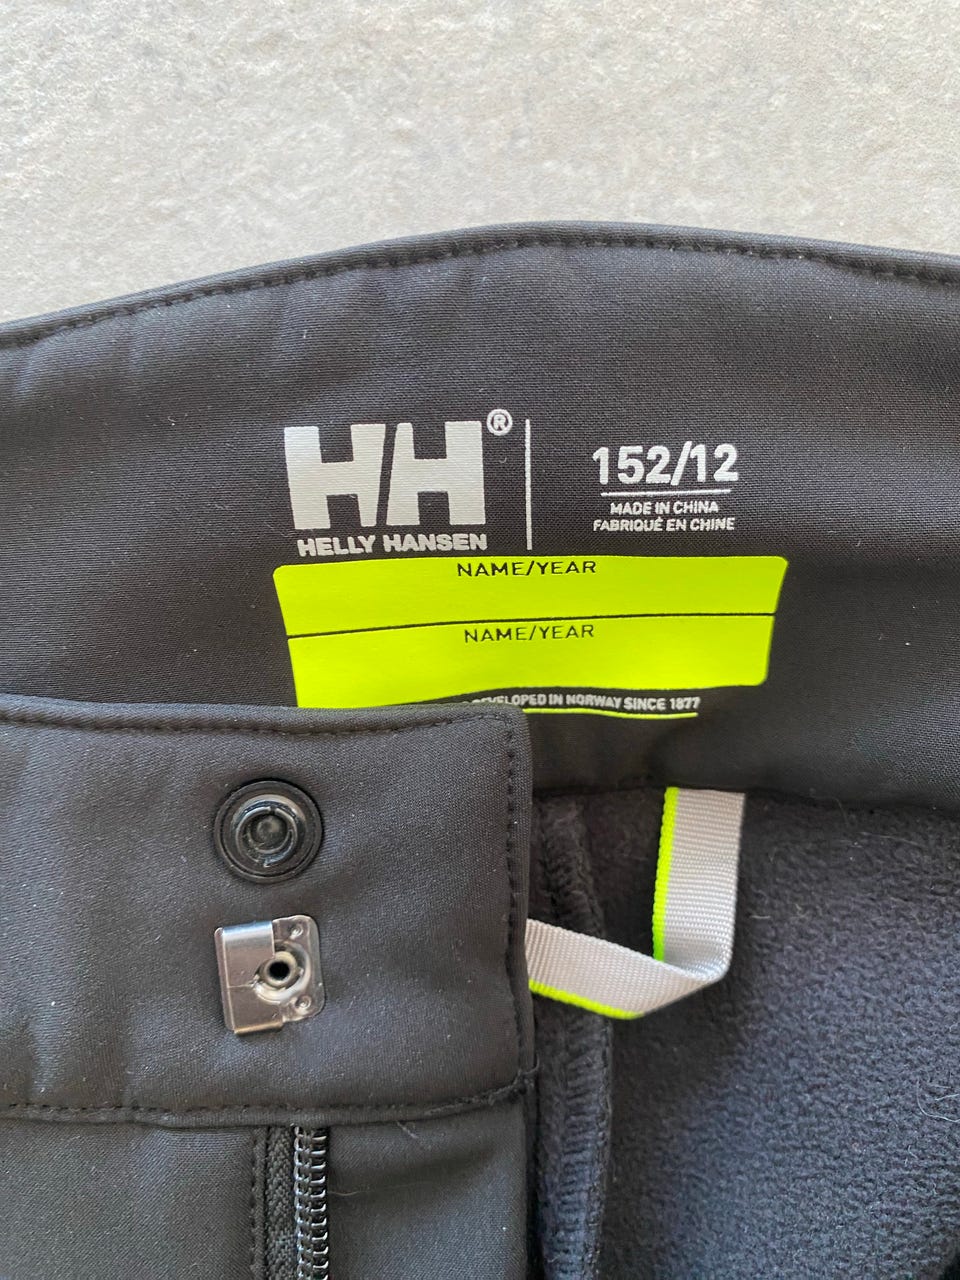 HH®
HELLY HANSEN
152/12
MADE IN CHINA
FABRIQUÉ EN CHINE
NAME/YEAR
NAME/YEAR
DEVELOPED IN NORWAY SINCE 1877